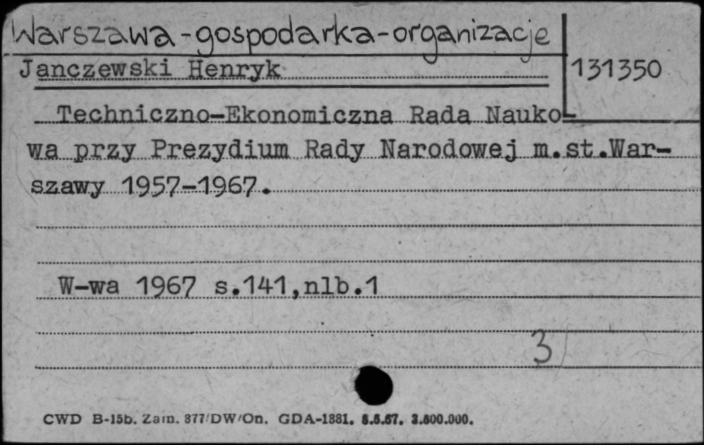 Warszawa-gospodarka-organizacje
Janczewski Henryk
131350
Techniczno-Ekonomiczna Rada Nauko-
wa przy Prezydium Rady Narodowej m.st.War-
szawy 1957-1967.
W-wa 1967 s.141,nlb.1
3
CWD B-15b. Zam. 877/DW/On. GDA-1881. 5.5.67. 3.600.000.